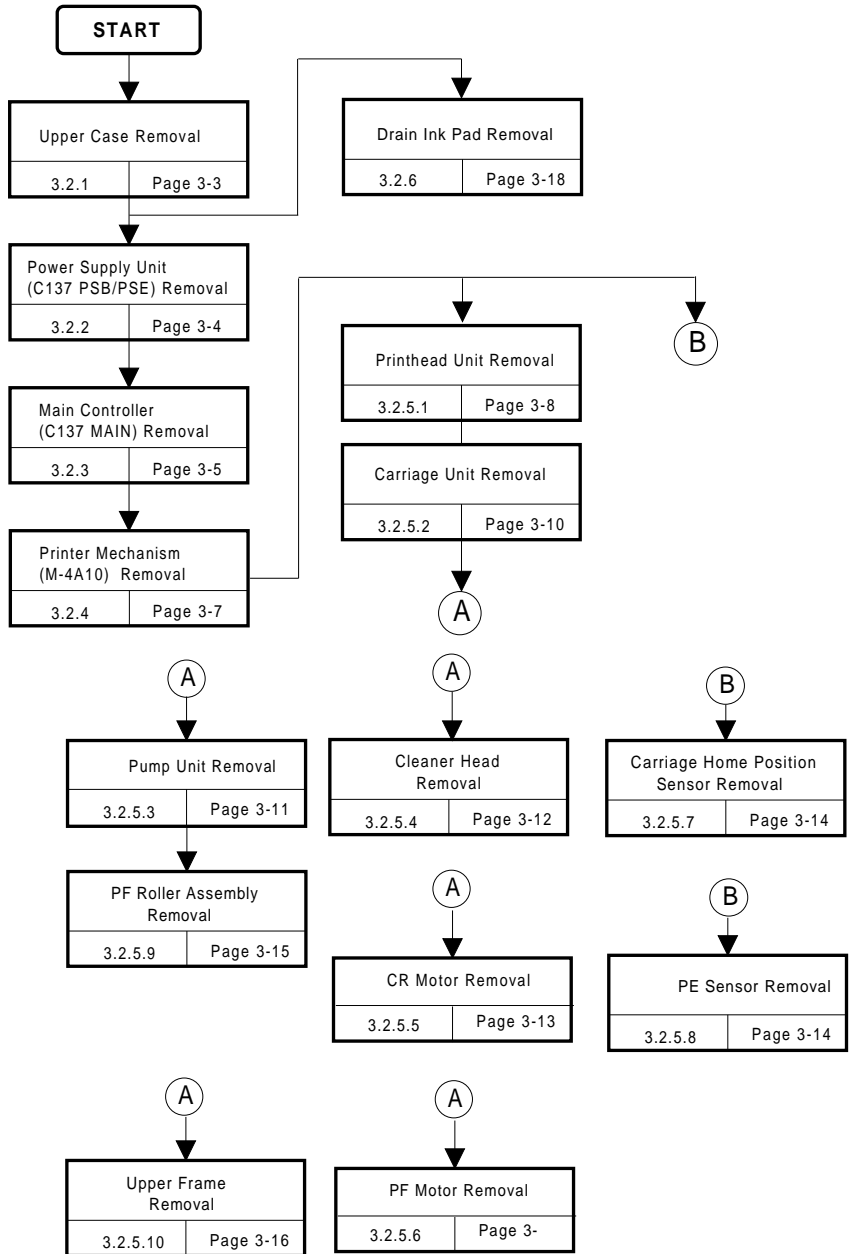 START
Upper Case Removal
3.2.1 Page 3-3
Drain Ink Pad Removal
3.2.6 Page 3-18
Power Supply Unit
(C137 PSB/PSE) Removal
3.2.2 Page 3-4
Main Controller
(C137 MAIN) Removal
3.2.3 Page 3-5
Printer Mechanism
(M-4A10) Removal
3.2.4 Page 3-7
Printhead Unit Removal
3.2.5.1 Page 3-8
B
Carriage Unit Removal
3.2.5.2 Page 3-10
A
A
Pump Unit Removal
3.2.5.3 Page 3-11
PF Roller Assembly
Removal
3.2.5.9 Page 3-15
A
Cleaner Head
Removal
3.2.5.4 Page 3-12
B
Carriage Home Position
Sensor Removal
3.2.5.7 Page 3-14
A
CR Motor Removal
3.2.5.5 Page 3-13
B
PE Sensor Removal
3.2.5.8 Page 3-14
A
Upper Frame
Removal
3.2.5.10 Page 3-16
A
PF Motor Removal
3.2.5.6 Page 3-